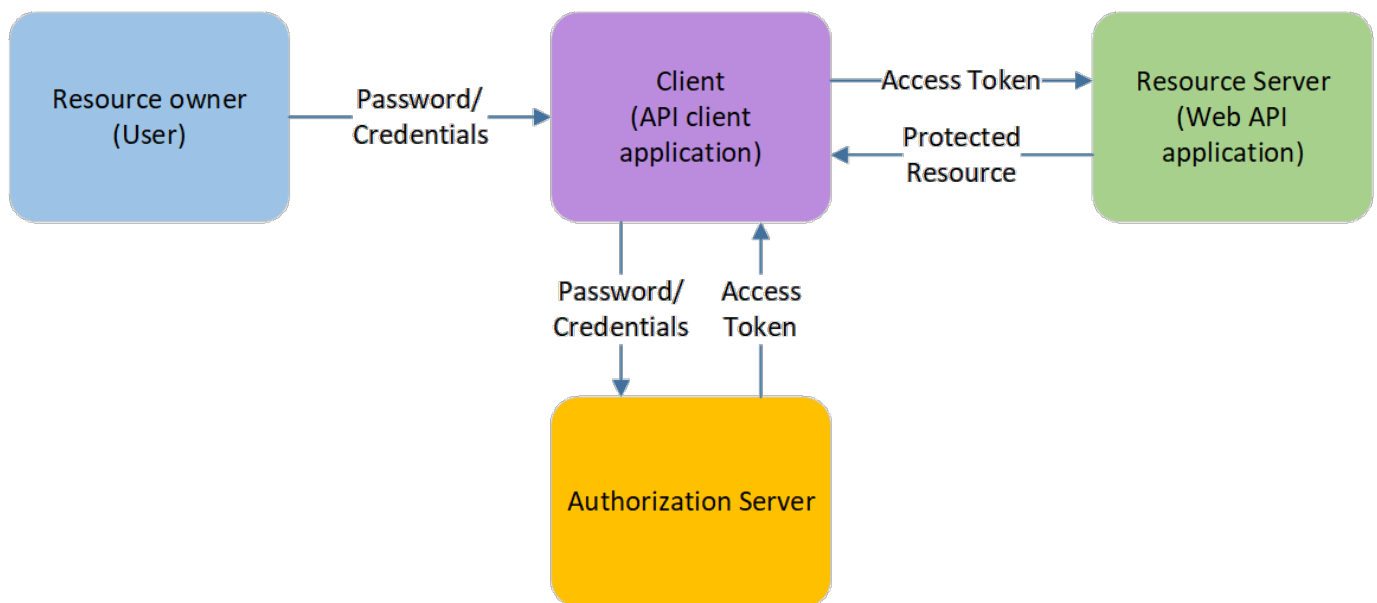 Resource owner
(User)
Password/
Credentials
Client
(API client
application)
Access Token
Protected
Resource
Resource Server
(Web API
application)
Password/
Credentials
Access
Token
Authorization Server